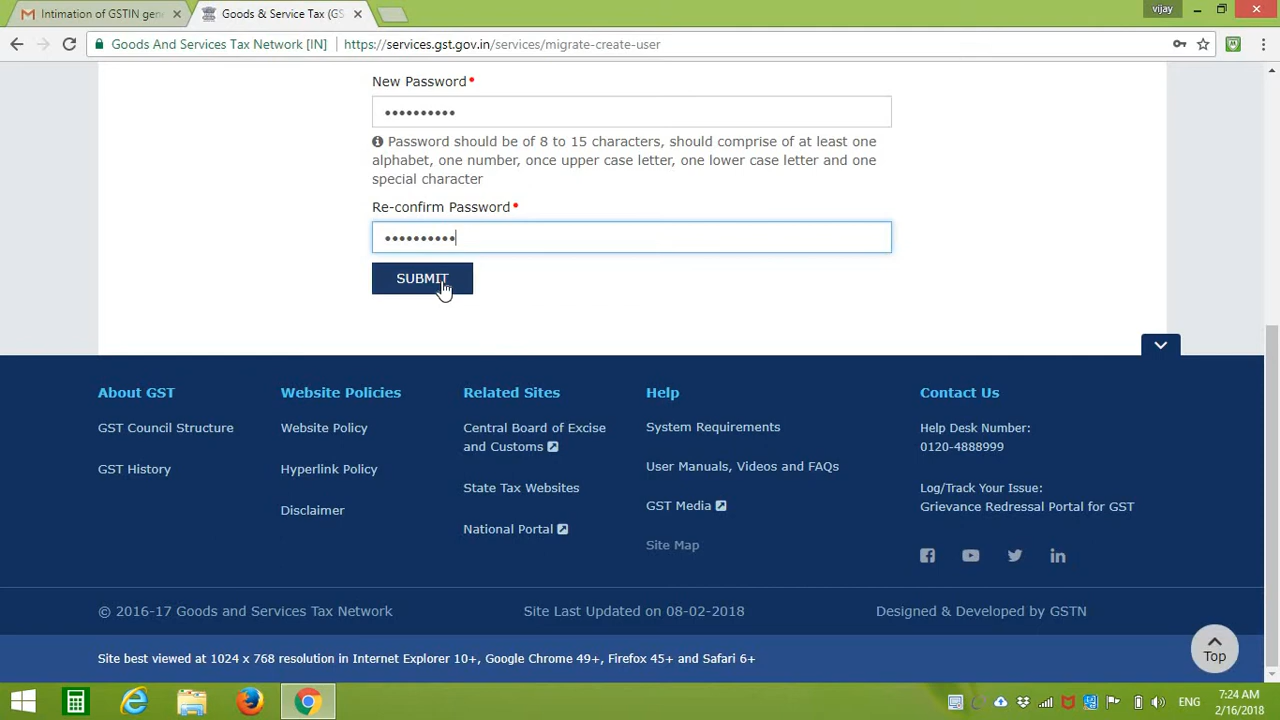 Intimation of GSTIN gene
Goods & Service Tax (GS
vijay
Goods And Services Tax Network [IN]
https://services.gst.gov.in/services/migrate-create-user
New Password•
••••••••••
Password should be of 8 to 15 characters, should comprise of at least one
alphabet, one number, once upper case letter, one lower case letter and one
special character
Re-confirm Password•
••••••••••
SUBMIT
About GST
GST Council Structure
GST History
Website Policies
Website Policy
Hyperlink Policy
Disclaimer
Related Sites
Central Board of Excise
and Customs
State Tax Websites
National Portal
Help
System Requirements
User Manuals, Videos and FAQs
GST Media
Site Map
Contact Us
Help Desk Number:
0120-4888999
Log/Track Your Issue:
Grievance Redressal Portal for GST
© 2016-17 Goods and Services Tax Network
Site Last Updated on 08-02-2018
Designed & Developed by GSTN
Site best viewed at 1024 x 768 resolution in Internet Explorer 10+, Google Chrome 49+, Firefox 45+ and Safari 6+
Top
ENG
7:24 AM
2/16/2018